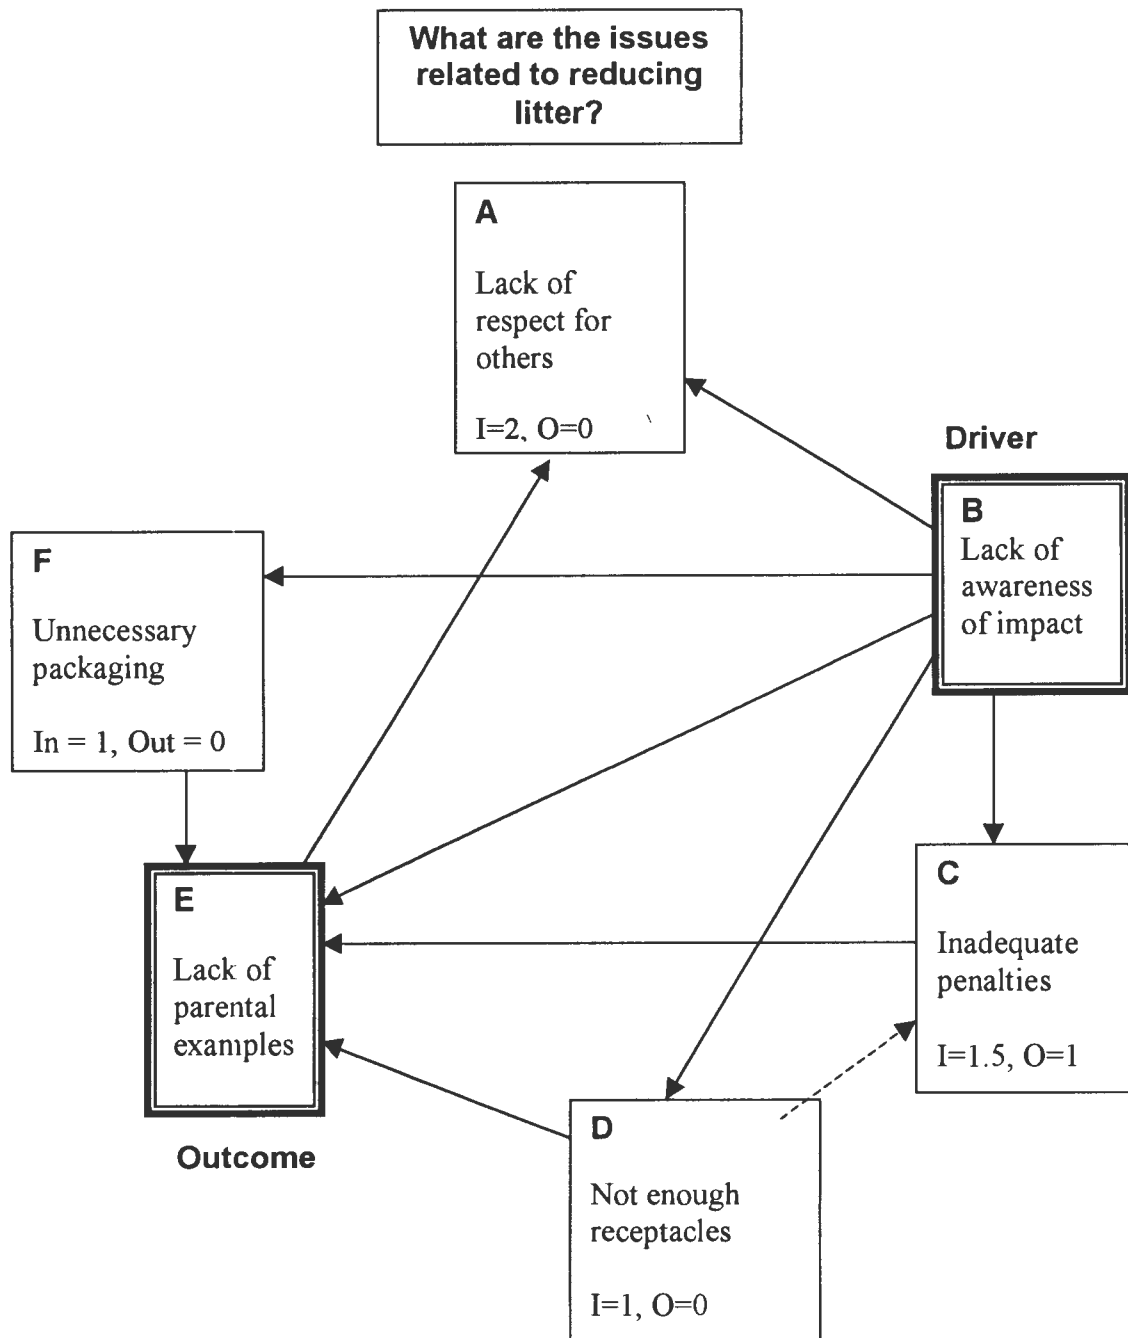 What are the issues
related to reducing
litter?
A
Lack of
respect for
others
I=2, O=0
Driver
B
Lack of
awareness
of impact
F
Unnecessary
packaging
In = 1, Out = 0
E
Lack of
parental
examples
Outcome
C
Inadequate
penalties
I=1.5, O=1
D
Not enough
receptacles
I=1, O=0